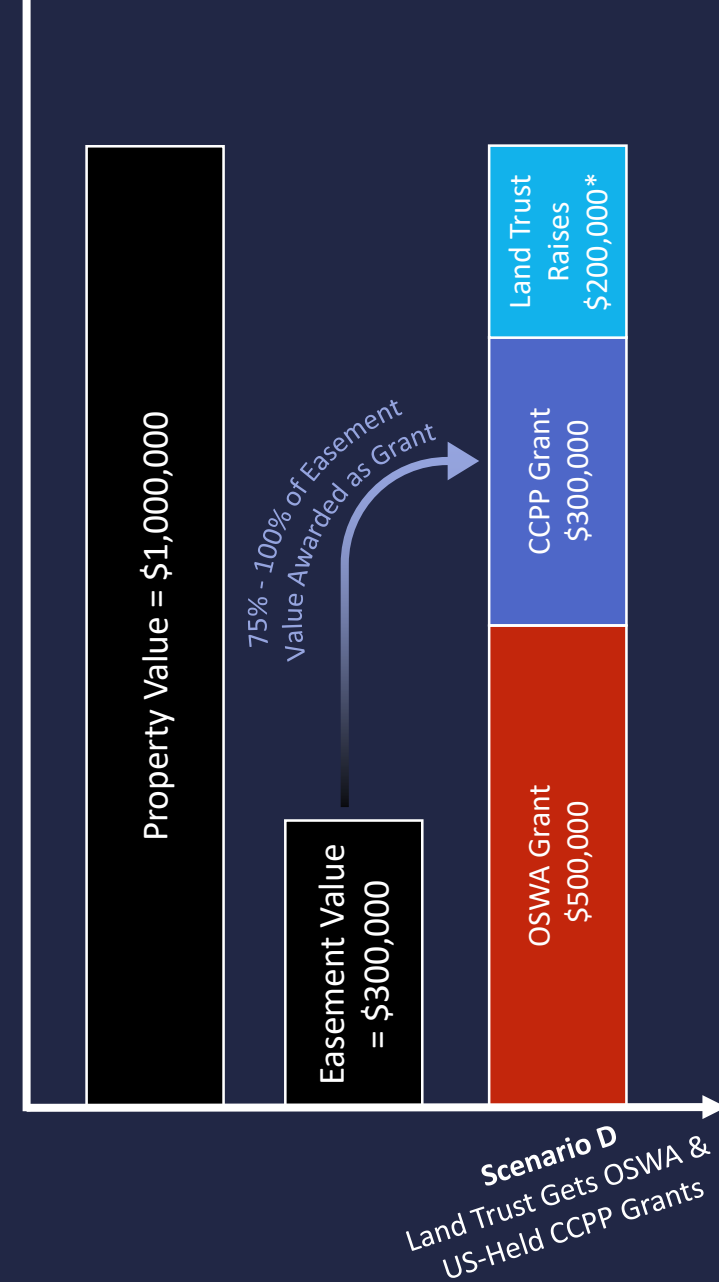 Property Value = $1,000,000
Easement Value
= $300,000
75% - 100% of Easement
Value Awarded as Grant
Land Trust
Raises
$200,000*
CCPP Grant
$300,000
OSWA Grant
$500,000
Scenario D
Land Trust Gets OSWA &
US-Held CCPP Grants